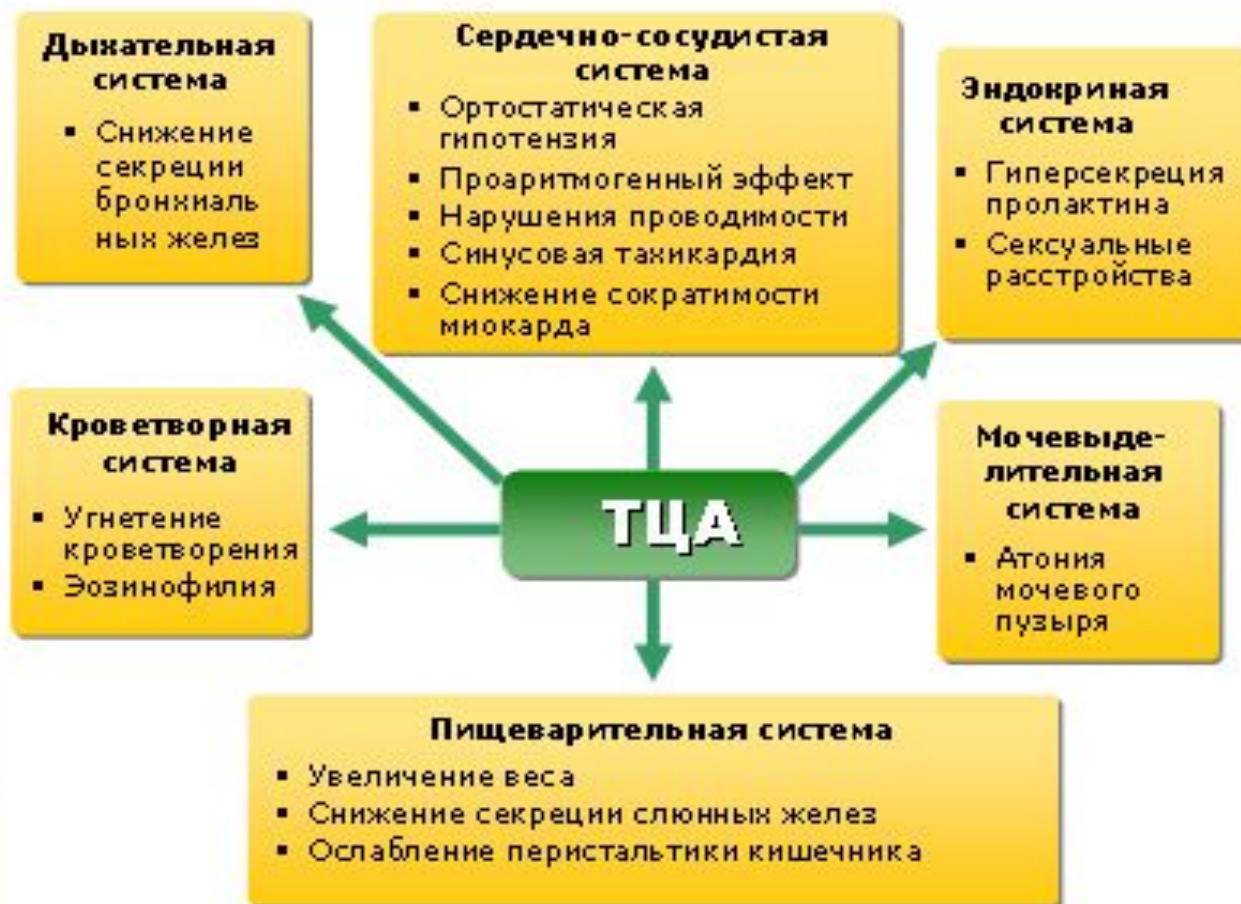 Дыхательная
система
▪ Снижение
секреции
бронхиаль
ных желез
Сердечно-сосудистая
система
▪ Ортостатическая
гипотензия
▪ Проаритмогенный эффект
▪ Нарушения проводимости
▪ Синусовая тахикардия
▪ Снижение сократимости
миокарда
Эндокриная
система
▪ Гиперсекреция
пролактина
▪ Сексуальные
расстройства
Кроветворная
система
▪ Угнетение
кроветворения
▪ Эозинофилия
ТЦА
Мочевыде-
лительная
система
▪ Атония
мочевого
пузыря
Пищеварительная система
▪ Увеличение веса
▪ Снижение секреции слюнных желез
▪ Ослабление перистальтики кишечника